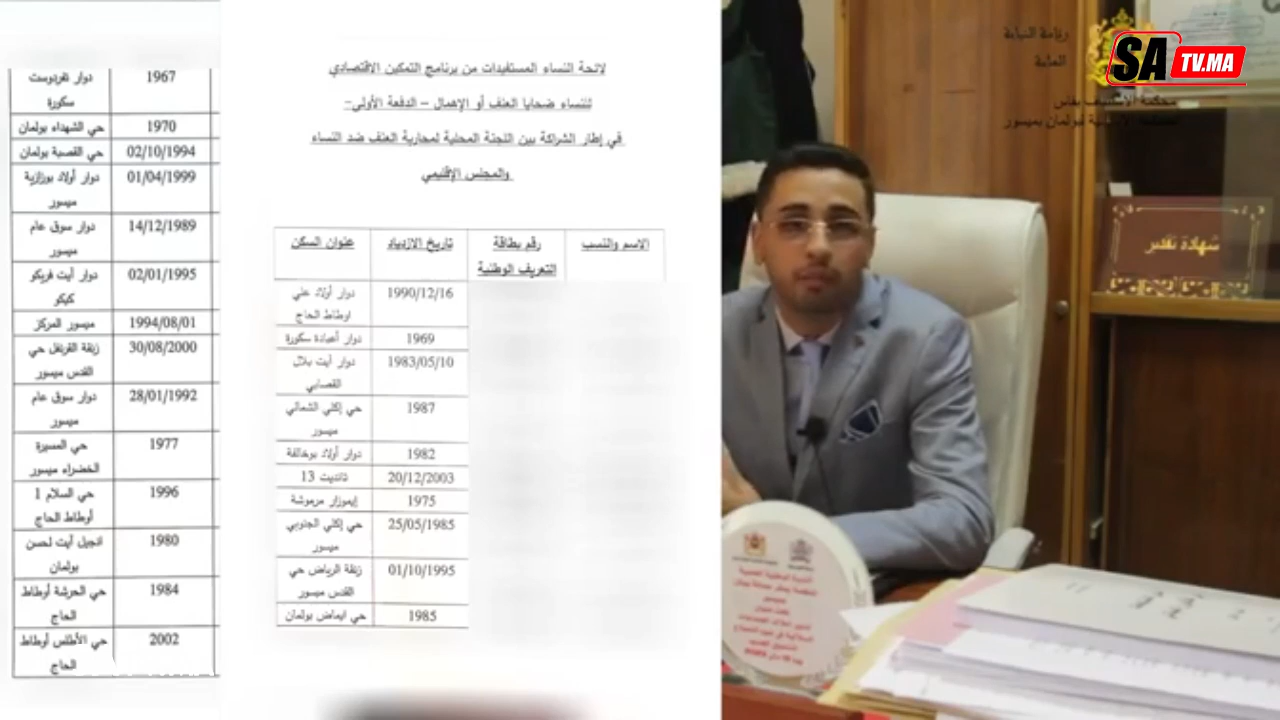 SA
TV.MA
رئاسة النيابة
العامة
محكمة الاستئناف بفاس
لبولمان بميسور
شهادة تقدير
لائحة النساء المستفيدات من برنامج التمكين الاقتصادي
للنساء ضحايا العنف أو الإهمال – الدفعة الأولى–
في إطار الشراكة بين اللجنة المحلية لمحاربة العنف ضد النساء
والمجلس الإقليمي
الاسم والنسب
رقم بطاقة
التعريف الوطنية
تاريخ الازدياد
عنوان السكن
1990/12/16
دوار أولاد علي
اوطاط الحاج
1969
دوار أعبادة سكورة
1983/05/10
دوار أيت بلال
القصابي
1987
حي إكلي الشمالي
ميسور
1982
دوار أولاد بوخالفة
20/12/2003
تانديت 13
1975
إيموزار مرموشة
25/05/1985
حي إكلي الجنوبي
ميسور
01/10/1995
زنقة الرياض حي
القدس ميسور
1985
حي ايماض بولمان
1967
دوار تفردوست
سكورة
1970
حي الشهداء بولمان
02/10/1994
حي القصبة بولمان
01/04/1999
دوار أولاد بوزازية
ميسور
14/12/1989
دوار سوق عام
ميسور
02/01/1995
دوار أيت فريكو
كيكو
1994/08/01
ميسور المركز
30/08/2000
زنقة القرنفل حي
القدس ميسور
28/01/1992
دوار سوق عام
ميسور
1977
حي المسيرة
الخضراء ميسور
1996
حي السلام 1
أوطاط الحاج
1980
انجيل أيت لحسن
بولمان
1984
حي الحرشة أوطاط
الحاج
2002
حي الأطلس أوطاط
الحاج